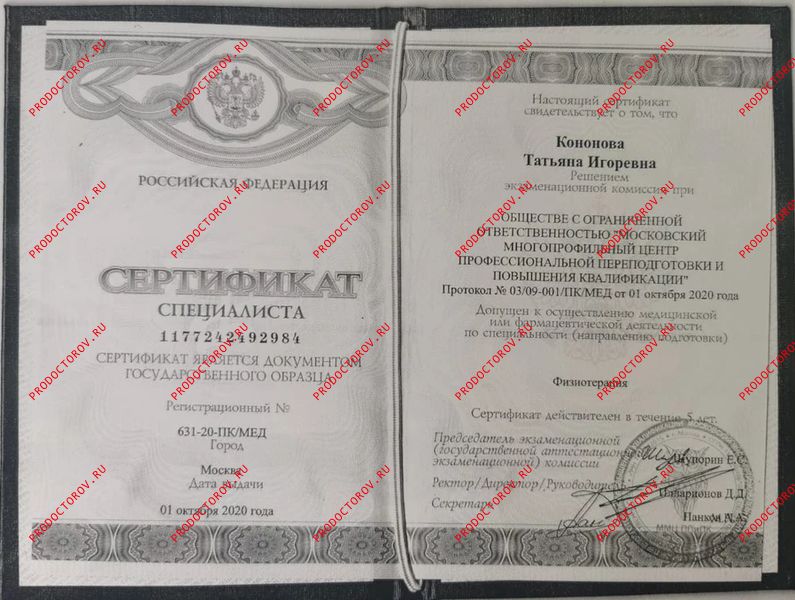 РОССИЙСКАЯ ФЕДЕРАЦИЯ
СЕРТИФИКАТ
СПЕЦИАЛИСТА
1177242492984
СЕРТИФИКАТ ЯВЛЯЕТСЯ ДОКУМЕНТОМ
ГОСУДАРСТВЕННОГО ОБРАЗЦА
Регистрационный №
631-20-ПК/МЕД
Город
Москва
Дата выдачи
01 октября 2020 года
Настоящий сертификат
свидетельствует о том, что
Кононова
Татьяна Игоревна
Решением
экзаменационной комиссии при
ОБЩЕСТВЕ С ОГРАНИЧЕННОЙ
ОТВЕТСТВЕННОСТЬЮ "МОСКОВСКИЙ
МНОГОПРОФИЛЬНЫЙ ЦЕНТР
ПРОФЕССИОНАЛЬНОЙ ПЕРЕПОДГОТОВКИ И
ПОВЫШЕНИЯ КВАЛИФИКАЦИИ"
Протокол № 03/09-001/ПК/МЕД от 01 октября 2020 года
Допущен к осуществлению медицинской
или фармацевтической деятельности
по специальности (направлению подготовки)
Физиотерапия
Сертификат действителен в течение 5 лет.
Председатель экзаменационной
(государственной аттестационной
экзаменационной) комиссии
Шупорин Е.С.
Ректор/Директор/Руководитель
Илларионов Д.Д.
Секретарь
Панков А.А.
PRODOCTOROV.RU